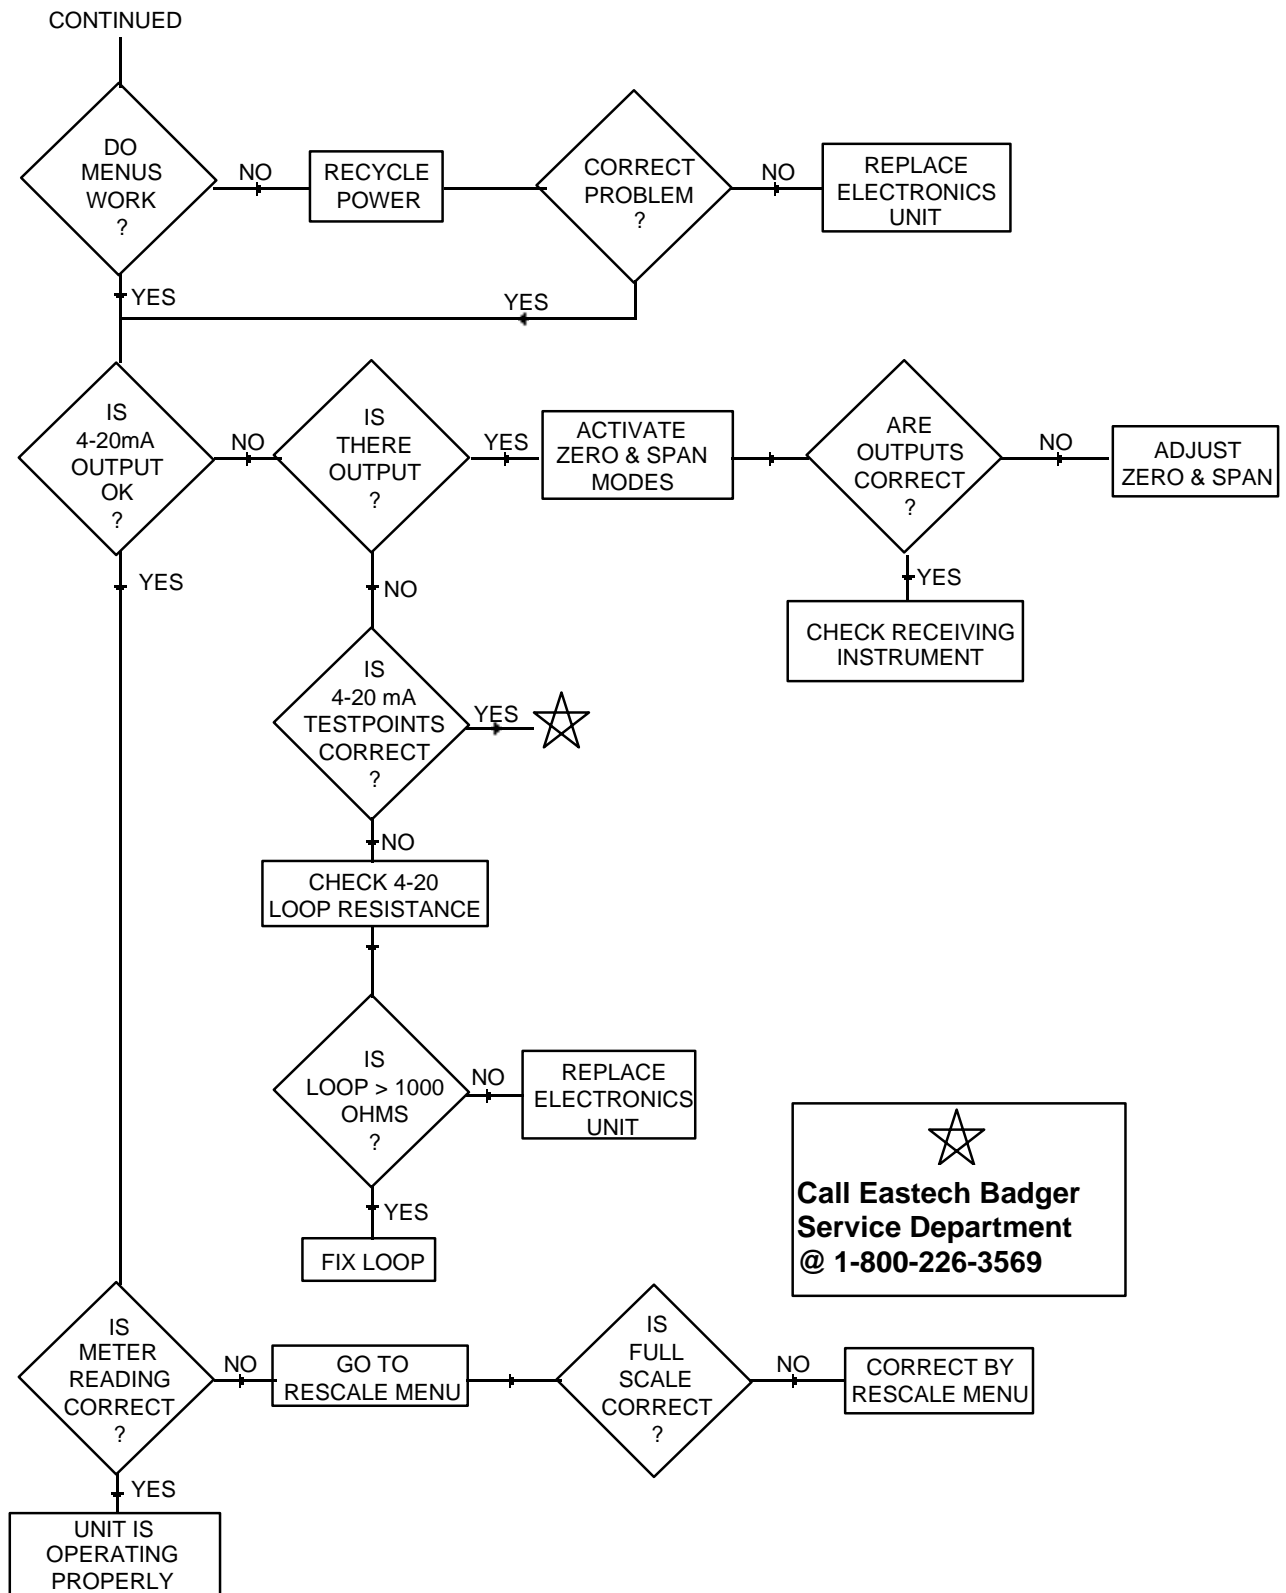 CONTINUED
DO
MENUS
WORK
?
NO
RECYCLE
POWER
CORRECT
PROBLEM
?
NO
REPLACE
ELECTRONICS
UNIT
YES
YES
IS
4-20mA
OUTPUT
OK
?
NO
IS
THERE
OUTPUT
?
YES
ACTIVATE
ZERO & SPAN
MODES
ARE
OUTPUTS
CORRECT
?
NO
ADJUST
ZERO & SPAN
YES
NO
YES
CHECK RECEIVING
INSTRUMENT
IS
4-20 mA
TESTPOINTS
CORRECT
?
YES
NO
CHECK 4-20
LOOP RESISTANCE
IS
LOOP > 1000
OHMS
?
NO
REPLACE
ELECTRONICS
UNIT
YES
FIX LOOP
Call Eastech Badger
Service Department
@ 1-800-226-3569
IS
METER
READING
CORRECT
?
NO
GO TO
RESCALE MENU
IS
FULL
SCALE
CORRECT
?
NO
CORRECT BY
RESCALE MENU
YES
UNIT IS
OPERATING
PROPERLY